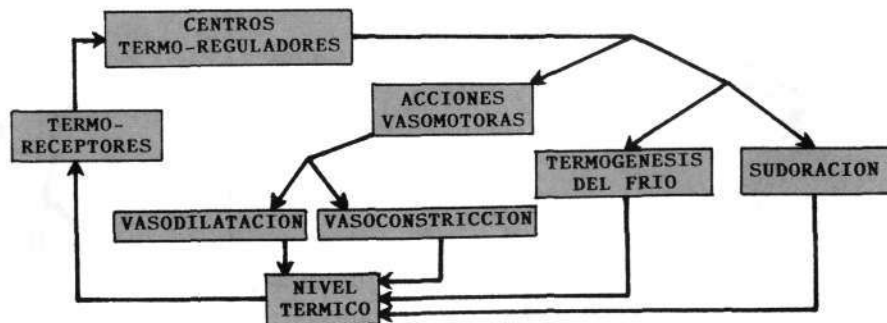 CENTROS
TERMO-REGULADORES
ACCIONES
VASOMOTORAS
TERMO-
RECEPTORES
TERMOGENESIS
DEL FRIO
SUDORACION
VASODILATACION
VASOCONSTRICCION
NIVEL
TERMICO